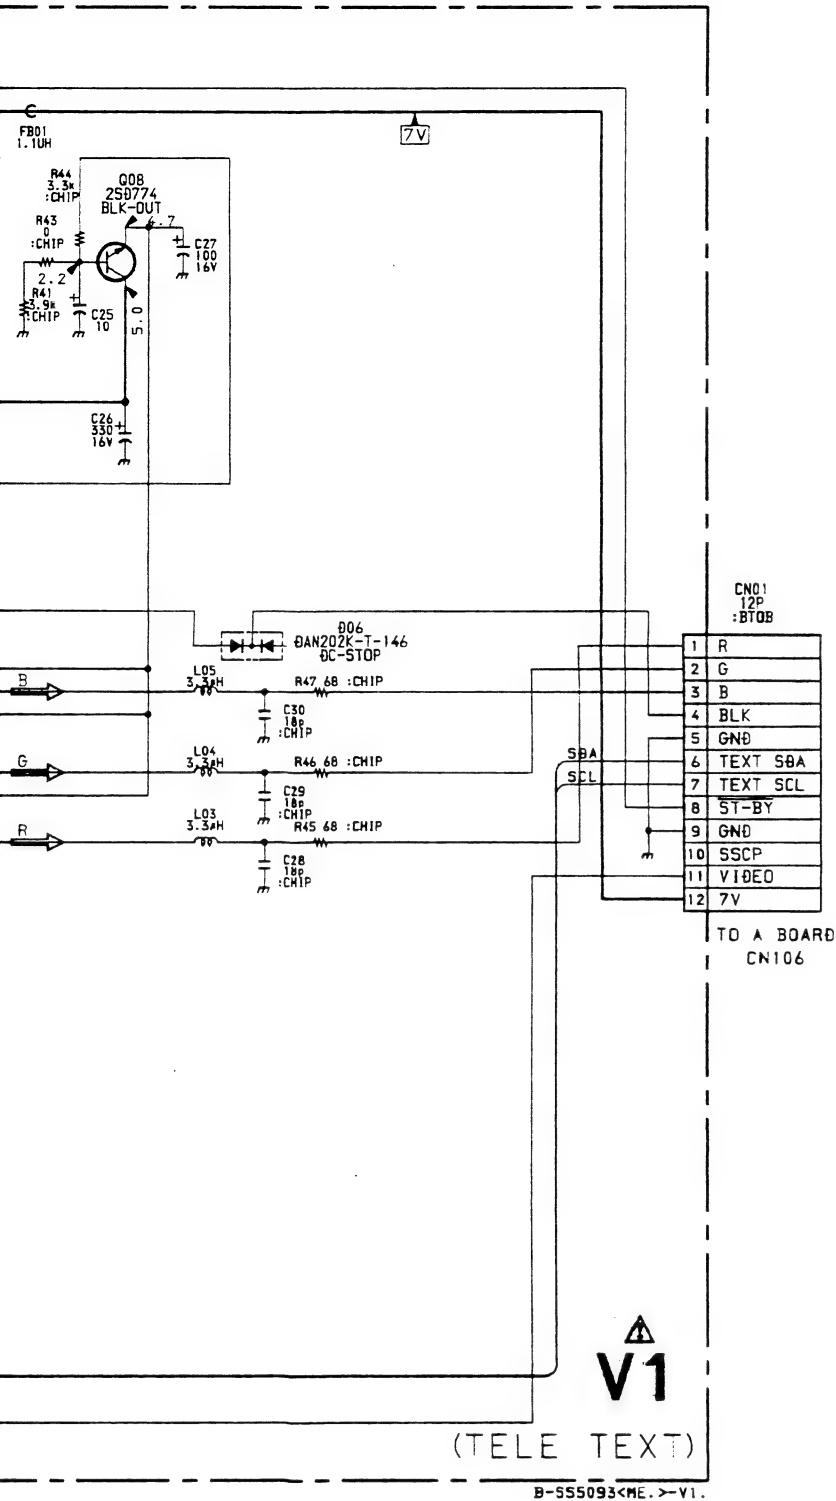 FB01
1.1UH
7V
R44
3.3k
:CHIP
Q08
2SD774
BLK-OUT
4.7
R43
0
:CHIP
C27
100
16V
2.2
R41
3.9k
:CHIP
C25
10
5.0
C26
330
16V
CN01
12P
:BTOB
D06
DAN202K-T-146
DC-STOP
1 R
2 G
3 B
4 BLK
5 GND
6 TEXT SDA
7 TEXT SCL
8 ST-BY
9 GND
10 SSCP
11 VIDEO
12 7V
B
L05
3.3µH
R47 68 :CHIP
C30
18p
:CHIP
SDA
SCL
G
L04
3.3µH
R46 68 :CHIP
C29
18p
:CHIP
R
L03
3.3µH
R45 68 :CHIP
C28
18p
:CHIP
TO A BOARD
CN106
V1
(TELE TEXT)
B-SS5093<ME.>-V1.